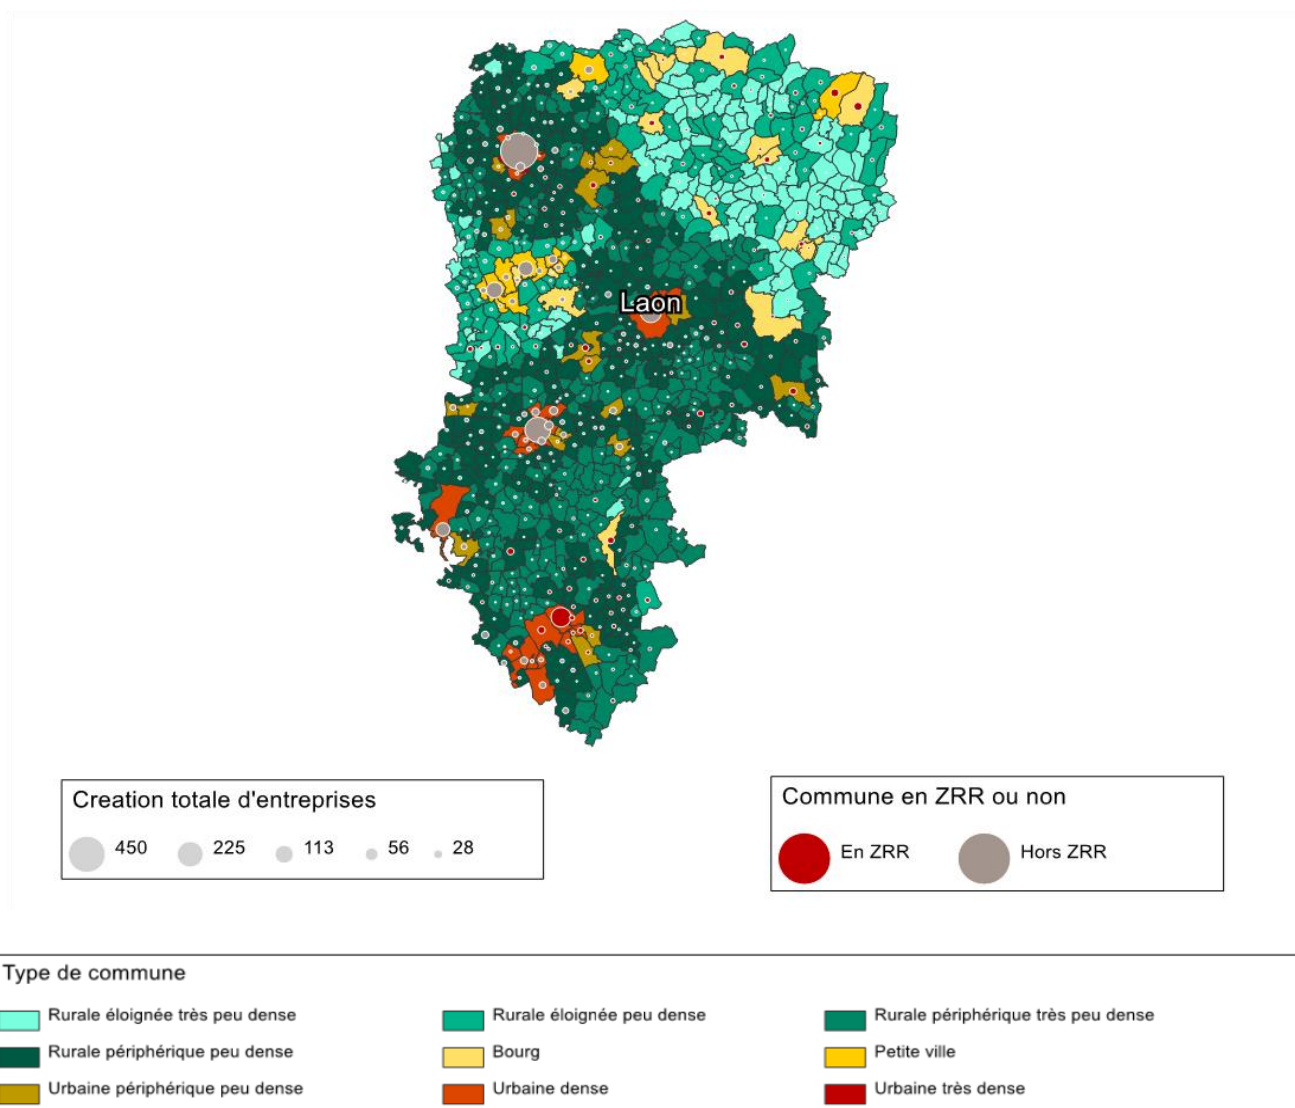 Laon
Creation totale d'entreprises
450 225 113 56 28
Commune en ZRR ou non
En ZRR Hors ZRR
Type de commune
Rurale éloignée très peu dense Rurale éloignée peu dense Rurale périphérique très peu dense
Rurale périphérique peu dense Bourg Petite ville
Urbaine périphérique peu dense Urbaine dense Urbaine très dense